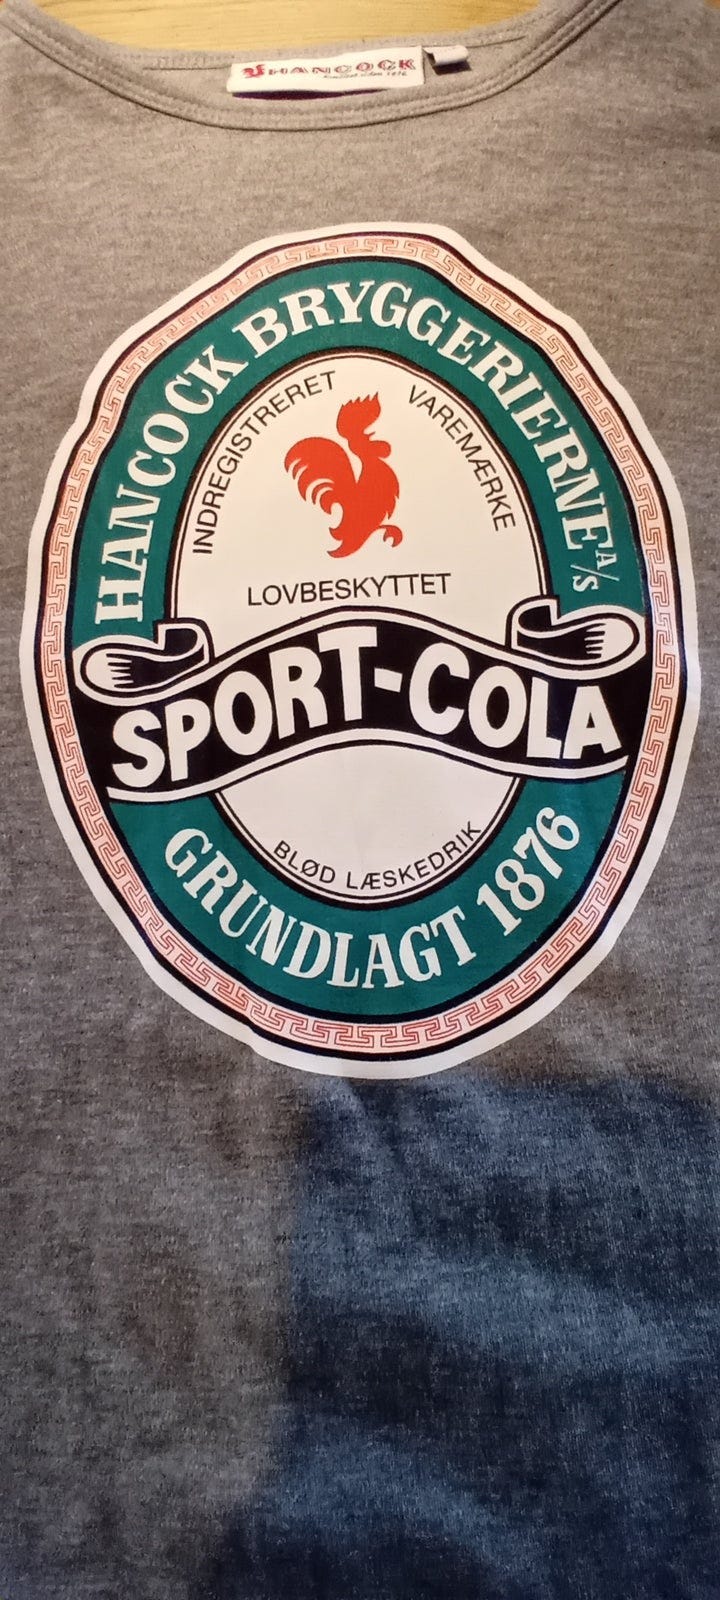 HANCOCK
HANCOCK BRYGGERIERNE A/S
INDREGISTRERET VAREMÆRKE
LOVBESKYTTET
SPORT-COLA
BLØD LÆSKEDRIK
GRUNDLAGT 1876